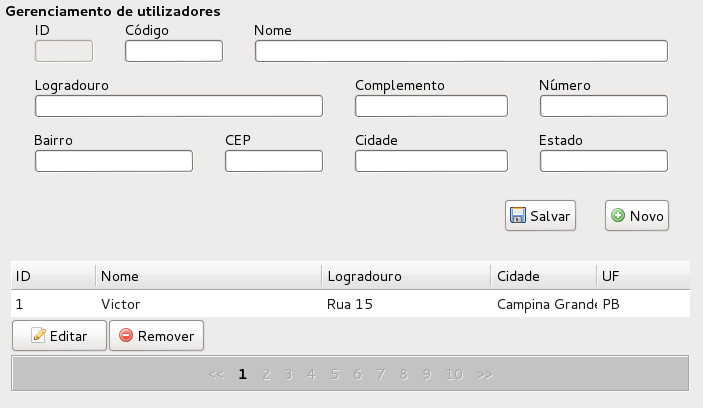 Gerenciamento de utilizadores
ID Código Nome
Logradouro Complemento Número
Bairro CEP Cidade Estado
Salvar Novo
ID Nome Logradouro Cidade UF
1 Victor Rua 15 Campina Grande PB
Editar Remover
<< 1 2 3 4 5 6 7 8 9 10 >>